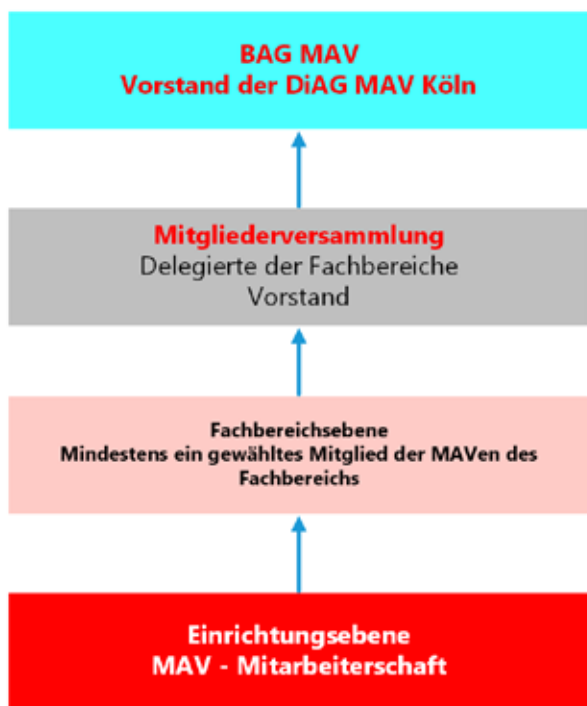 BAG MAV
Vorstand der DiAG MAV Köln
Mitgliederversammlung
Delegierte der Fachbereiche
Vorstand
Fachbereichsebene
Mindestens ein gewähltes Mitglied der MAVen des
Fachbereichs
Einrichtungsebene
MAV - Mitarbeiterschaft